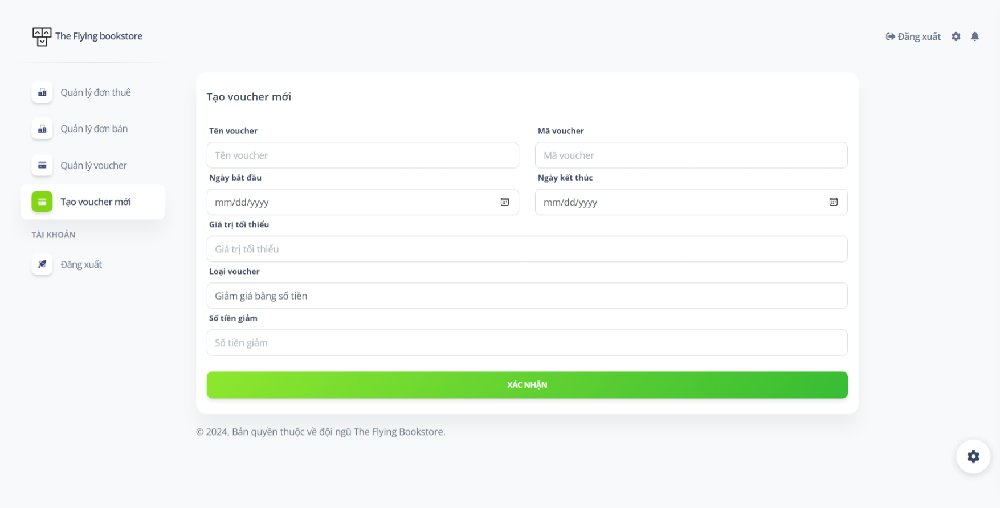 The Flying bookstore
Đăng xuất
Quản lý đơn thuê
Quản lý đơn bán
Quản lý voucher
Tạo voucher mới
TÀI KHOẢN
Đăng xuất
Tạo voucher mới
Tên voucher
Mã voucher
Tên voucher
Mã voucher
Ngày bắt đầu
Ngày kết thúc
mm/dd/yyyy
mm/dd/yyyy
Giá trị tối thiểu
Giá trị tối thiểu
Loại voucher
Giảm giá bằng số tiền
Số tiền giảm
Số tiền giảm
XÁC NHẬN
© 2024, Bản quyền thuộc về đội ngũ The Flying Bookstore.